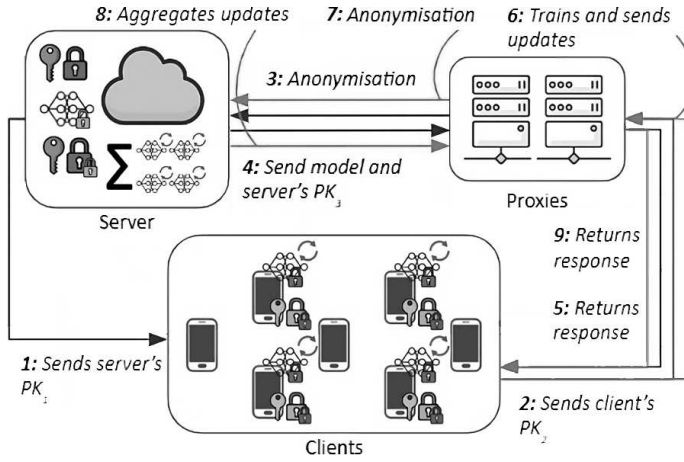 8: Aggregates updates
7: Anonymisation
6: Trains and sends
updates
3: Anonymisation
4: Send model and
server's PK₃
Server
Proxies
9: Returns
response
5: Returns
response
1: Sends server's
PK₁
2: Sends client's
PK₂
Clients